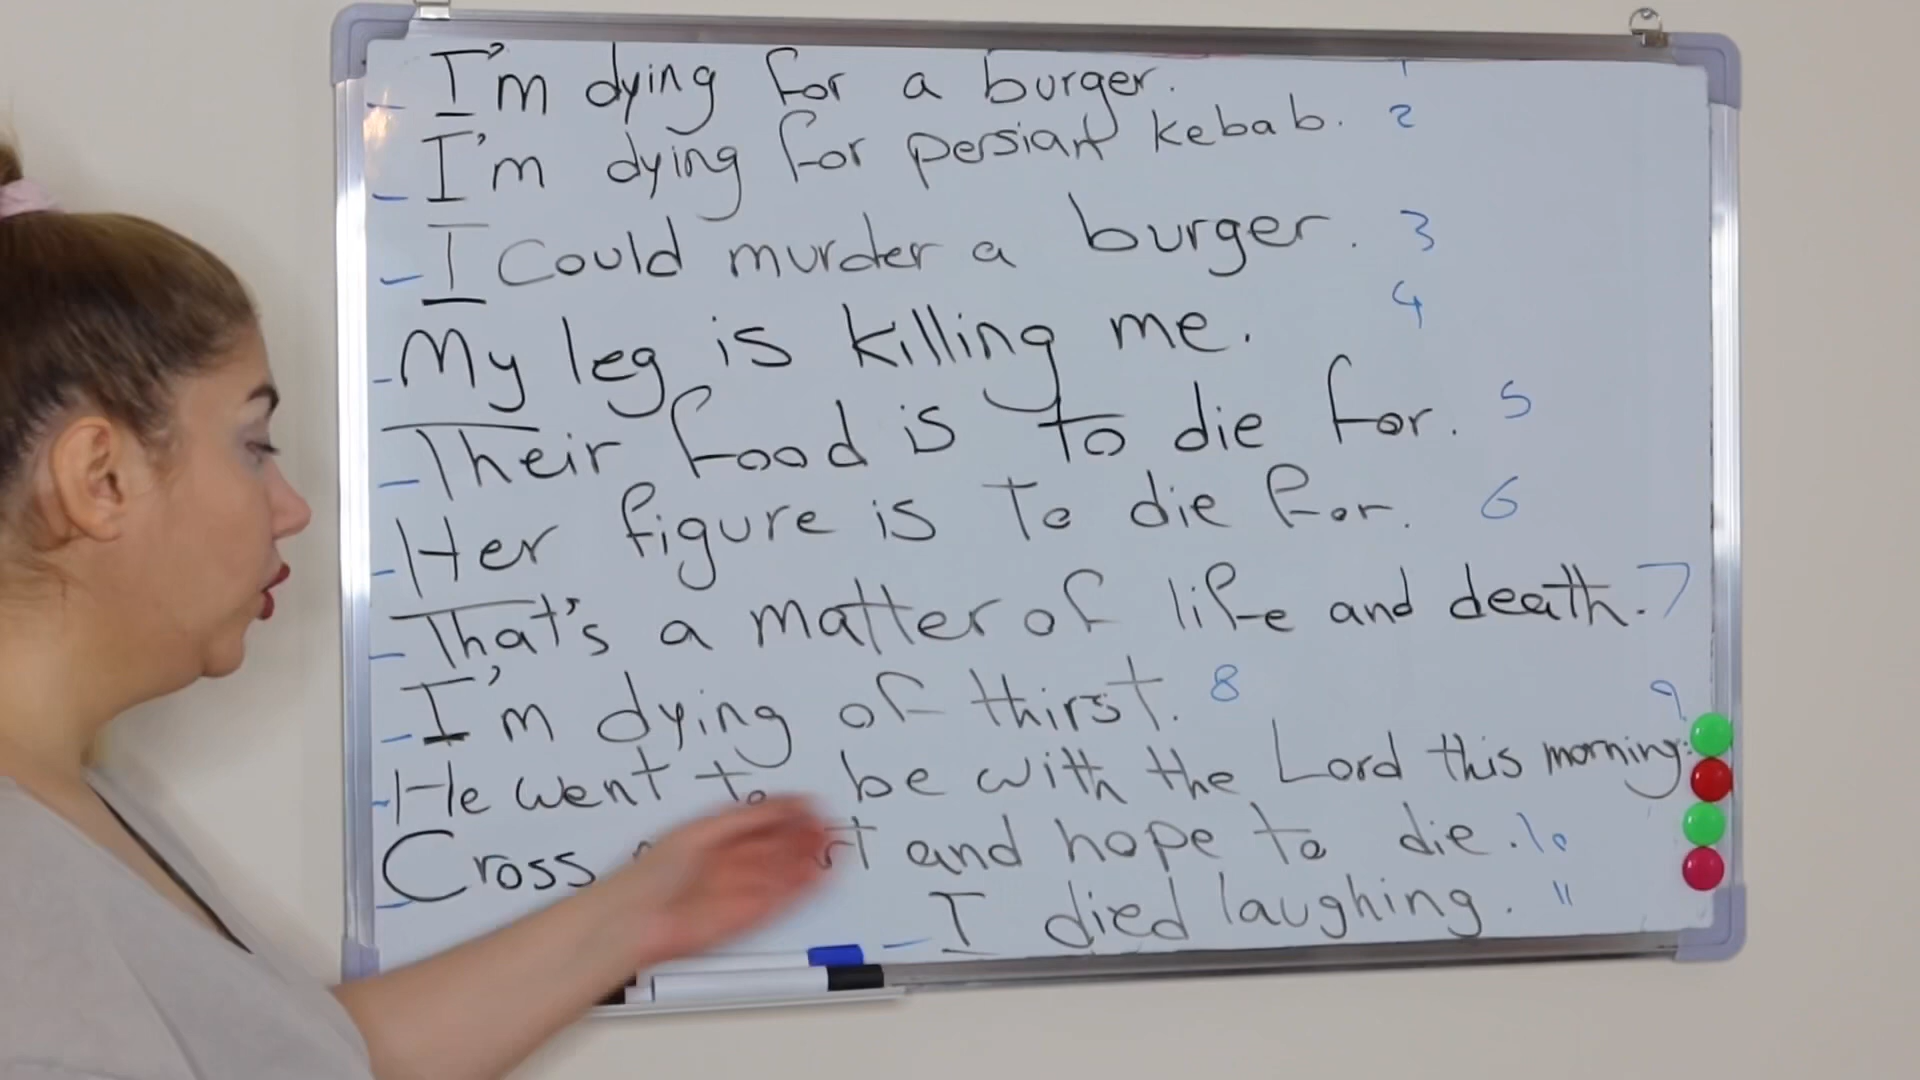 - I'm dying for a burger. 1
- I'm dying for persian kebab. 2
- I could murder a burger. 3
- My leg is killing me. 4
- Their food is to die for. 5
- Her figure is to die for. 6
- That's a matter of life and death. 7
- I'm dying of thirst. 8
- He went to be with the Lord this morning. 9
- Cross and hope to die. 10
- I died laughing. 11